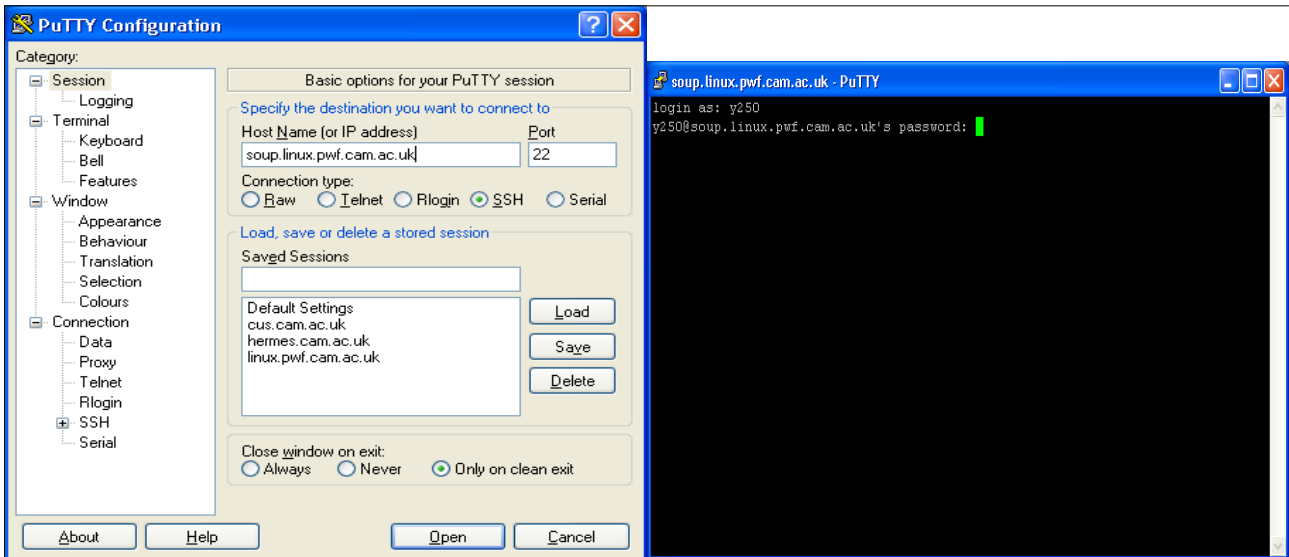 PuTTY Configuration
Category:
Session
Logging
Terminal
Keyboard
Bell
Features
Window
Appearance
Behaviour
Translation
Selection
Colours
Connection
Data
Proxy
Telnet
Rlogin
SSH
Serial
Basic options for your PuTTY session
Specify the destination you want to connect to
Host Name (or IP address) Port
soup.linux.pwf.cam.ac.uk 22
Connection type:
Raw Telnet Rlogin SSH Serial
Load, save or delete a stored session
Saved Sessions
Default Settings
cus.cam.ac.uk
hermes.cam.ac.uk
linux.pwf.cam.ac.uk
Load
Save
Delete
Close window on exit:
Always Never Only on clean exit
About Help Open Cancel
soup.linux.pwf.cam.ac.uk - PuTTY
login as: y250
y250@soup.linux.pwf.cam.ac.uk's password: